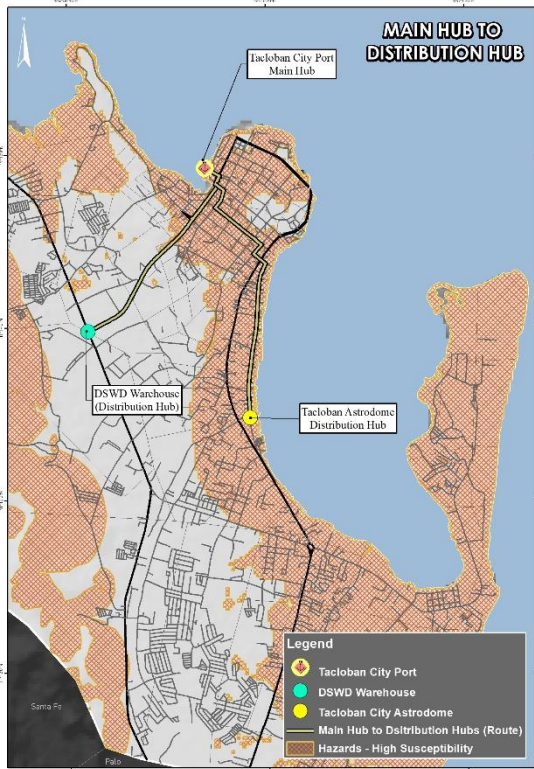 MAIN HUB TO
DISTRIBUTION HUB
Tacloban City Port
Main Hub
DSWD Warehouse
(Distribution Hub)
Tacloban Astrodome
Distribution Hub
Legend
Tacloban City Port
DSWD Warehouse
Tacloban City Astrodome
Main Hub to Dsitribution Hubs (Route)
Hazards - High Susceptibility
Santa Fe
Palo